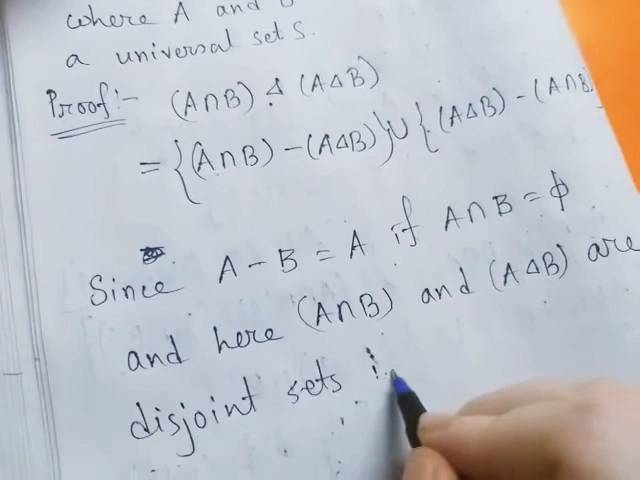 where A and
a universal set S.
Proof:- (A∩B) Δ (AΔB)
= {(A∩B) - (AΔB)} ∪ {(AΔB) - (A∩B
Since A - B = A if A∩B = ϕ
and here (A∩B) and (AΔB) are
disjoint sets